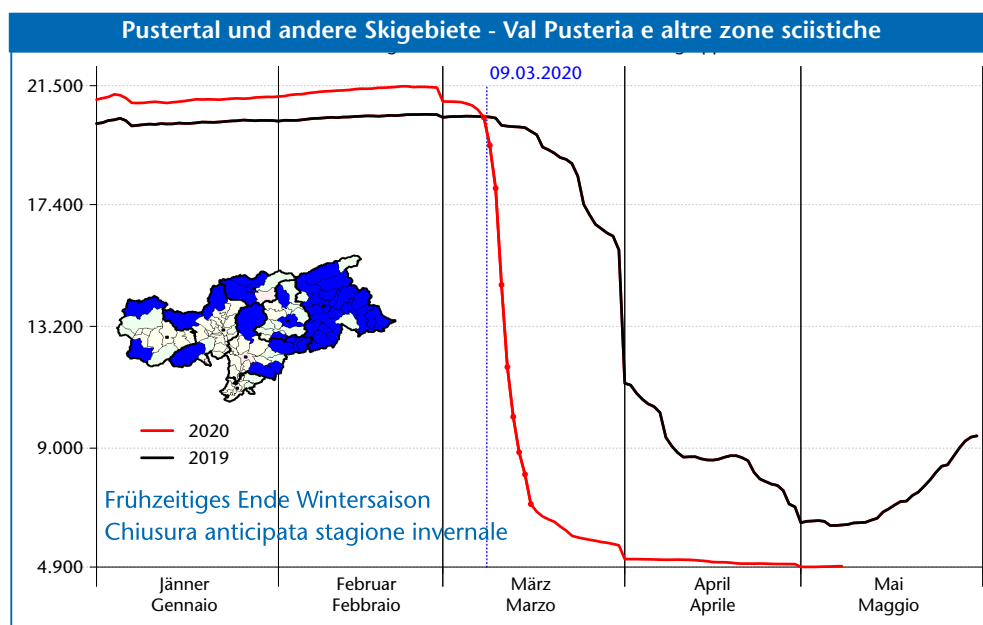 Pustertal und andere Skigebiete - Val Pusteria e altre zone sciistiche
09.03.2020
21.500
17.400
13.200
9.000
4.900
2020
2019
Frühzeitiges Ende Wintersaison
Chiusura anticipata stagione invernale
Jänner
Gennaio
Februar
Febbraio
März
Marzo
April
Aprile
Mai
Maggio